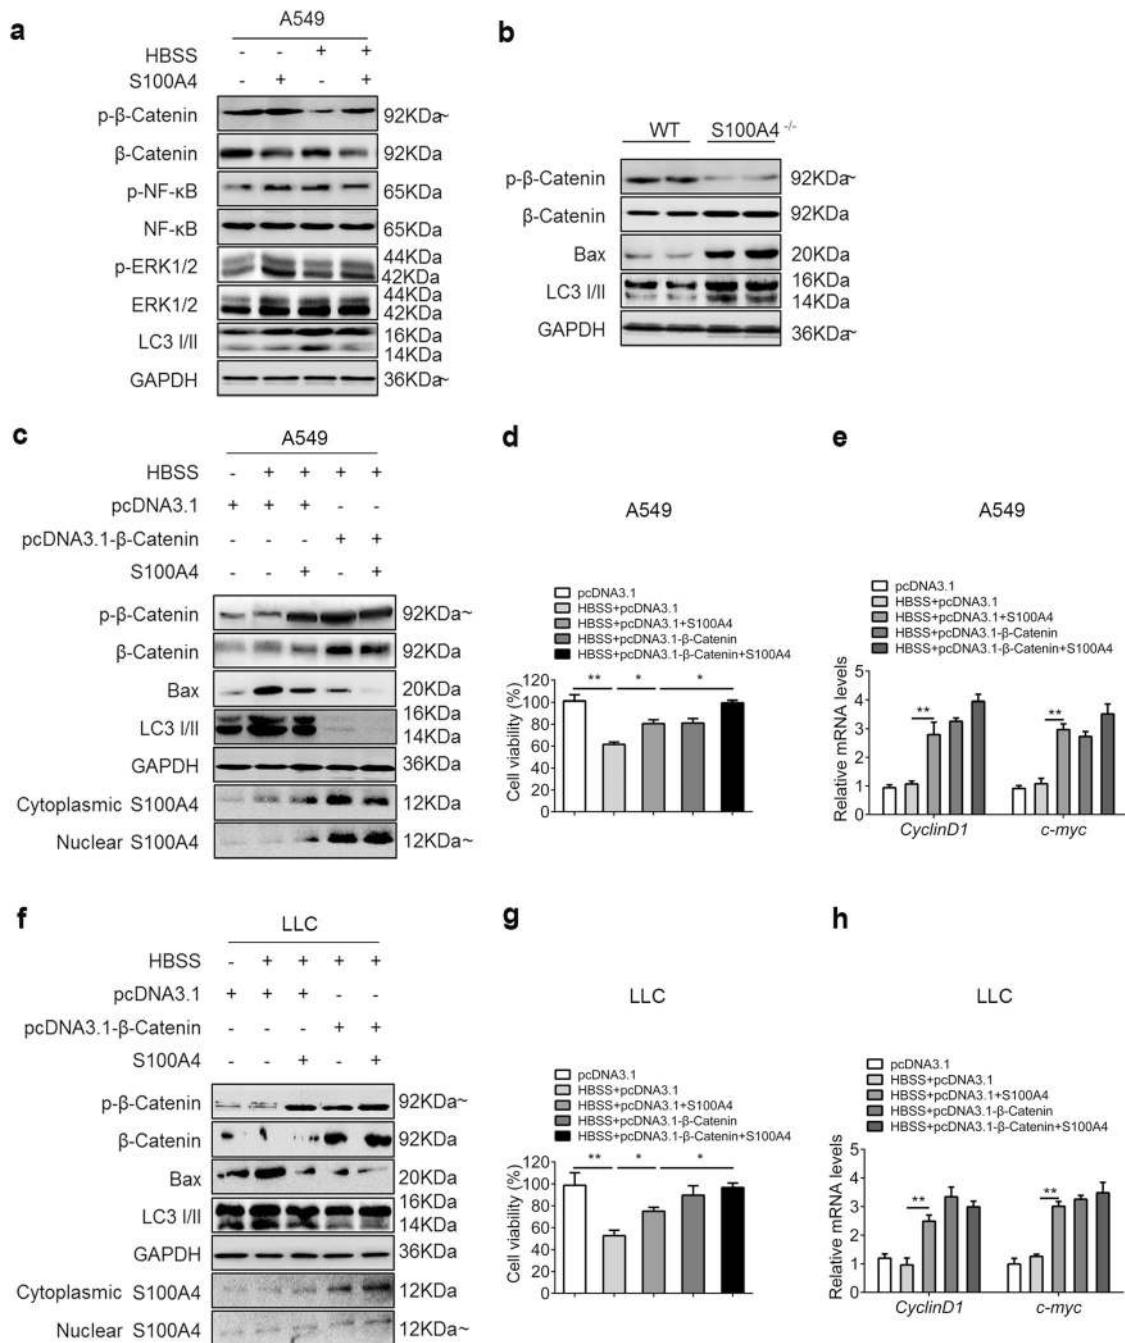 a
A549
HBSS - - + +
S100A4 - + - +
p-β-Catenin 92KDa~
β-Catenin 92KDa
p-NF-κB 65KDa
NF-κB 65KDa
p-ERK1/2 44KDa
42KDa
ERK1/2 44KDa
42KDa
LC3 I/II 16KDa
14KDa
GAPDH 36KDa~
b
WT S100A4 -/-
p-β-Catenin 92KDa~
β-Catenin 92KDa
Bax 20KDa
LC3 I/II 16KDa
14KDa
GAPDH 36KDa~
c
A549
HBSS - + + + +
pcDNA3.1 + + + - -
pcDNA3.1-β-Catenin - - - + +
S100A4 - - + - +
p-β-Catenin 92KDa~
β-Catenin 92KDa
Bax 20KDa
LC3 I/II 16KDa
14KDa
GAPDH 36KDa
Cytoplasmic S100A4 12KDa
Nuclear S100A4 12KDa~
d
A549
pcDNA3.1
HBSS+pcDNA3.1
HBSS+pcDNA3.1+S100A4
HBSS+pcDNA3.1-β-Catenin
HBSS+pcDNA3.1-β-Catenin+S100A4
Cell viability (%)
120
100
80
60
40
20
0
** * *
e
A549
pcDNA3.1
HBSS+pcDNA3.1
HBSS+pcDNA3.1+S100A4
HBSS+pcDNA3.1-β-Catenin
HBSS+pcDNA3.1-β-Catenin+S100A4
Relative mRNA levels
5
4
3
2
1
0
** **
CyclinD1 c-myc
f
LLC
HBSS - + + + +
pcDNA3.1 + + + - -
pcDNA3.1-β-Catenin - - - + +
S100A4 - - + - +
p-β-Catenin 92KDa~
β-Catenin 92KDa
Bax 20KDa
LC3 I/II 16KDa
14KDa
GAPDH 36KDa
Cytoplasmic S100A4 12KDa
Nuclear S100A4 12KDa~
g
LLC
pcDNA3.1
HBSS+pcDNA3.1
HBSS+pcDNA3.1+S100A4
HBSS+pcDNA3.1-β-Catenin
HBSS+pcDNA3.1-β-Catenin+S100A4
Cell viability (%)
120
100
80
60
40
20
0
** * *
h
LLC
pcDNA3.1
HBSS+pcDNA3.1
HBSS+pcDNA3.1+S100A4
HBSS+pcDNA3.1-β-Catenin
HBSS+pcDNA3.1-β-Catenin+S100A4
Relative mRNA levels
5
4
3
2
1
0
** **
CyclinD1 c-myc